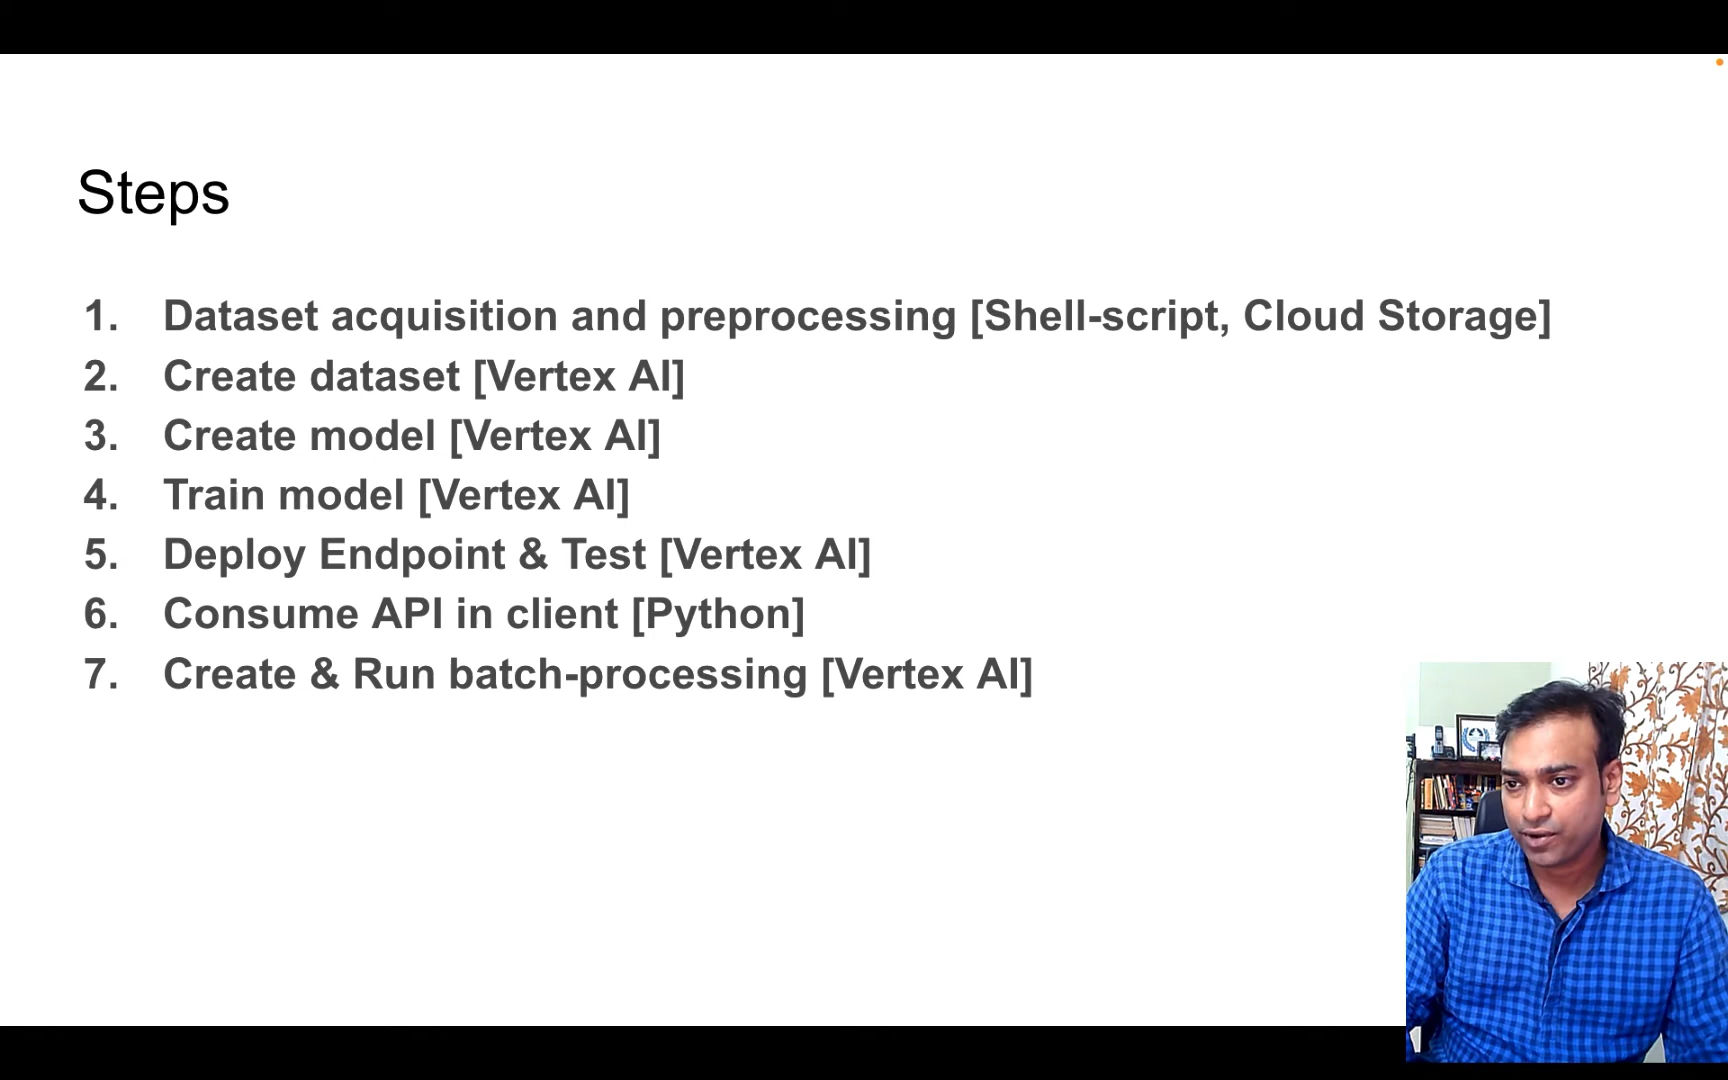 Steps
1. Dataset acquisition and preprocessing [Shell-script, Cloud Storage]
2. Create dataset [Vertex AI]
3. Create model [Vertex AI]
4. Train model [Vertex AI]
5. Deploy Endpoint & Test [Vertex AI]
6. Consume API in client [Python]
7. Create & Run batch-processing [Vertex AI]